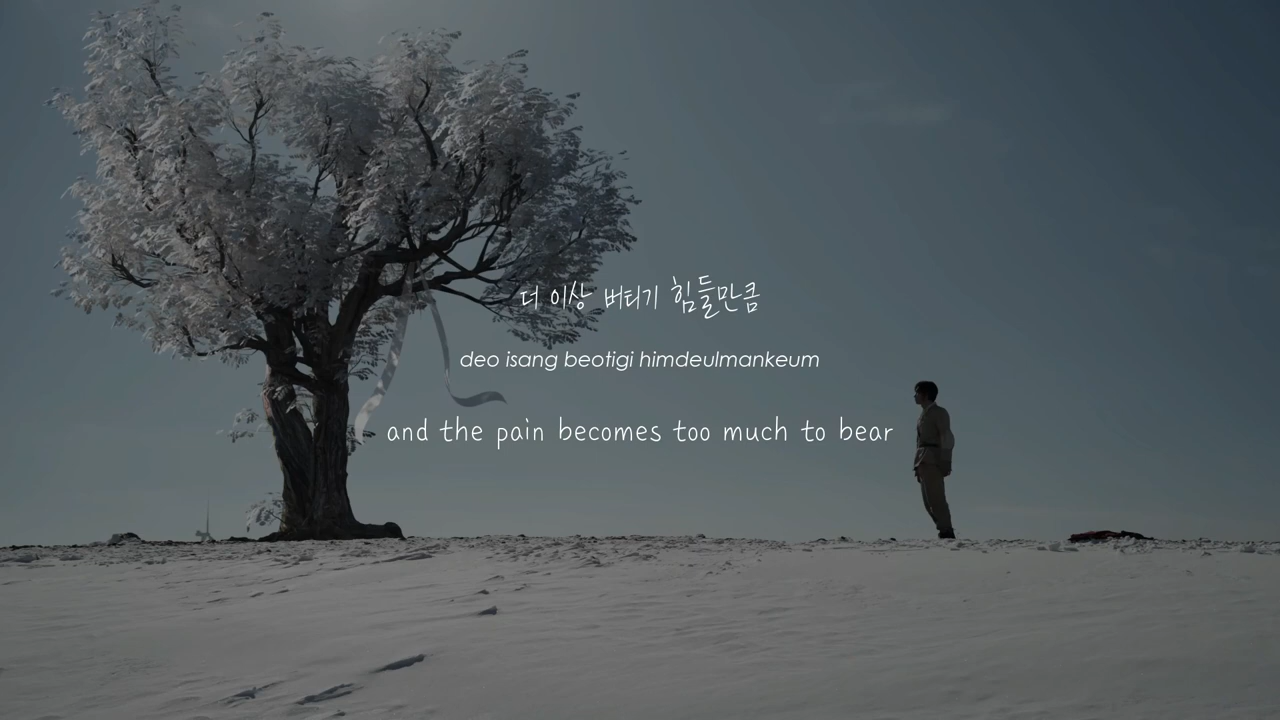 더 이상 버티기 힘들만큼
deo isang beotigi himdeulmankeum
and the pain becomes too much to bear